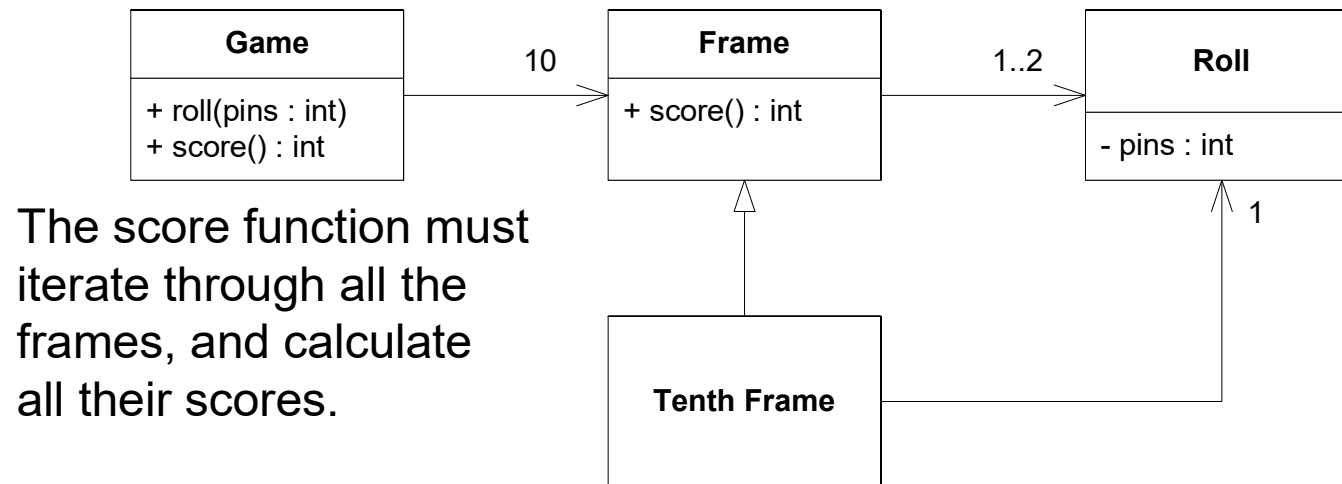 Game
+ roll(pins : int)
+ score() : int
10
Frame
+ score() : int
1..2
Roll
- pins : int
1
The score function must
iterate through all the
frames, and calculate
all their scores.
Tenth Frame